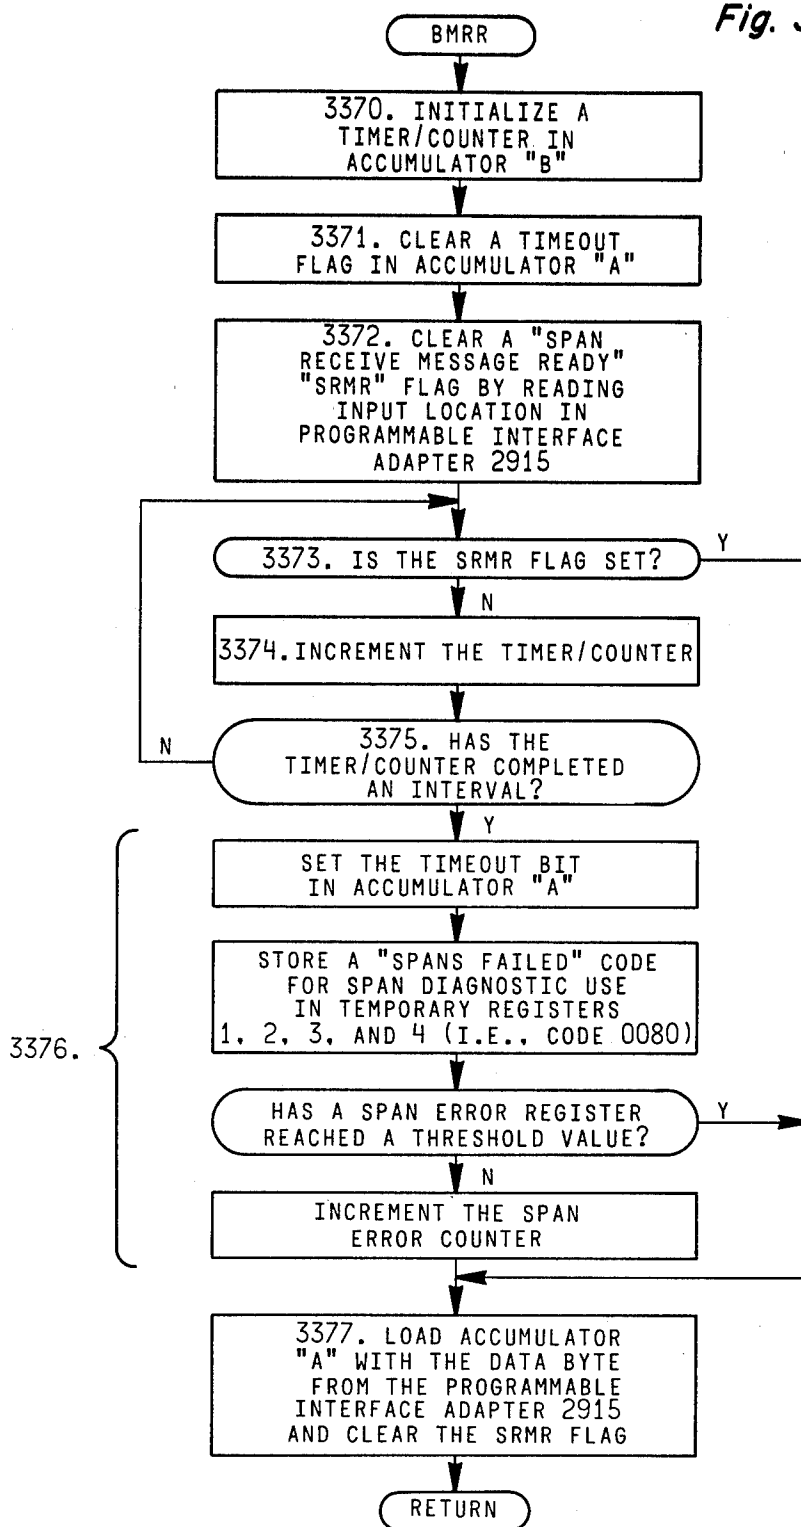 Fig. 3
BMRR
3370. INITIALIZE A
TIMER/COUNTER IN
ACCUMULATOR "B"
3371. CLEAR A TIMEOUT
FLAG IN ACCUMULATOR "A"
3372. CLEAR A "SPAN
RECEIVE MESSAGE READY"
"SRMR" FLAG BY READING
INPUT LOCATION IN
PROGRAMMABLE INTERFACE
ADAPTER 2915
3373. IS THE SRMR FLAG SET?
Y
N
3374. INCREMENT THE TIMER/COUNTER
3375. HAS THE
TIMER/COUNTER COMPLETED
AN INTERVAL?
N
Y
SET THE TIMEOUT BIT
IN ACCUMULATOR "A"
STORE A "SPANS FAILED" CODE
FOR SPAN DIAGNOSTIC USE
IN TEMPORARY REGISTERS
1, 2, 3, AND 4 (I.E., CODE 0080)
3376.
HAS A SPAN ERROR REGISTER
REACHED A THRESHOLD VALUE?
Y
N
INCREMENT THE SPAN
ERROR COUNTER
3377. LOAD ACCUMULATOR
"A" WITH THE DATA BYTE
FROM THE PROGRAMMABLE
INTERFACE ADAPTER 2915
AND CLEAR THE SRMR FLAG
RETURN